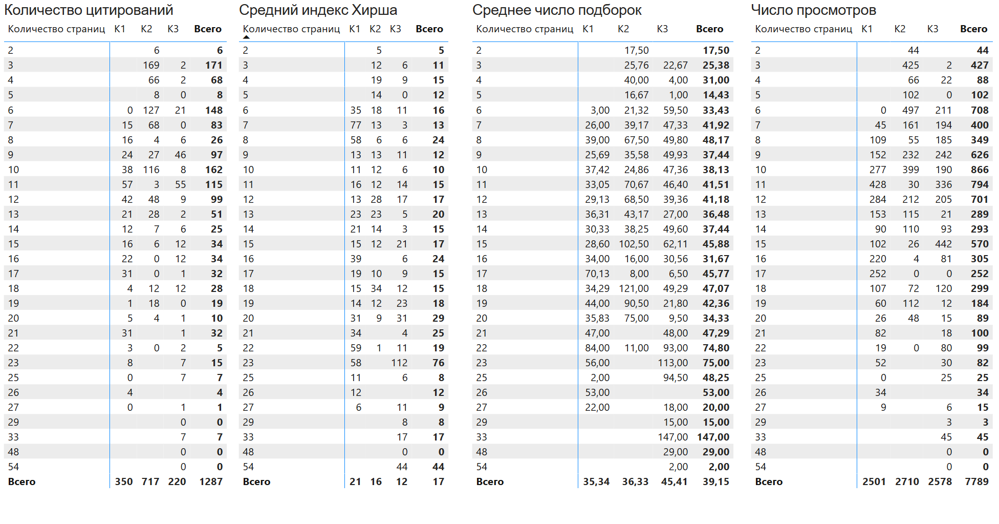 Количество цитирований Средний индекс Хирша Среднее число подборок Число просмотров
Количество страниц К1 К2 К3 Всего Количество страниц К1 К2 К3 Всего Количество страниц К1 К2 К3 Всего Количество страниц К1 К2 К3 Всего
2 6 6 2 5 5 2 17,50 17,50 2 44 44
3 169 2 171 3 12 6 11 3 25,76 22,67 25,38 3 425 2 427
4 66 2 68 4 19 9 15 4 40,00 4,00 31,00 4 66 22 88
5 8 0 8 5 14 0 12 5 16,67 1,00 14,43 5 102 0 102
6 0 127 21 148 6 35 18 11 16 6 3,00 21,32 59,50 33,43 6 0 497 211 708
7 15 68 0 83 7 77 13 3 13 7 26,00 39,17 47,33 41,92 7 45 161 194 400
8 16 4 6 26 8 58 6 6 24 8 39,00 67,50 49,80 48,17 8 109 55 185 349
9 24 27 46 97 9 13 13 11 12 9 25,69 35,58 49,93 37,44 9 152 232 242 626
10 38 116 8 162 10 11 12 6 10 10 37,42 24,86 47,36 38,13 10 277 399 190 866
11 57 3 55 115 11 16 12 14 15 11 33,05 70,67 46,40 41,51 11 428 30 336 794
12 42 48 9 99 12 13 28 17 17 12 29,13 68,50 39,36 41,18 12 284 212 205 701
13 21 28 2 51 13 23 23 5 20 13 36,31 43,17 27,00 36,48 13 153 115 21 289
14 12 7 6 25 14 21 14 3 15 14 30,33 38,25 49,60 37,44 14 90 110 93 293
15 16 6 12 34 15 15 12 21 17 15 28,60 102,50 62,11 45,88 15 102 26 442 570
16 22 0 12 34 16 39 6 24 16 34,00 16,00 30,56 31,67 16 220 4 81 305
17 31 0 1 32 17 19 10 9 15 17 70,13 8,00 6,50 45,77 17 252 0 0 252
18 4 12 12 28 18 15 34 12 15 18 34,29 121,00 49,29 47,07 18 107 72 120 299
19 1 18 0 19 19 14 12 23 18 19 44,00 90,50 21,80 42,36 19 60 112 12 184
20 5 4 1 10 20 31 9 31 29 20 35,83 75,00 9,50 34,33 20 26 48 15 89
21 31 1 32 21 34 4 25 21 47,00 48,00 47,29 21 82 18 100
22 3 0 2 5 22 59 1 11 19 22 84,00 11,00 93,00 74,80 22 19 0 80 99
23 8 7 15 23 58 112 76 23 56,00 113,00 75,00 23 52 30 82
25 0 7 7 25 11 6 8 25 2,00 94,50 48,25 25 0 25 25
26 4 4 26 12 12 26 53,00 53,00 26 34 34
27 0 1 1 27 6 11 9 27 22,00 18,00 20,00 27 9 6 15
29 0 0 29 8 8 29 15,00 15,00 29 3 3
33 7 7 33 17 17 33 147,00 147,00 33 45 45
48 0 0 48 0 0 48 29,00 29,00 48 0 0
54 0 0 54 44 44 54 2,00 2,00 54 0 0
Всего 350 717 220 1287 Всего 21 16 12 17 Всего 35,34 36,33 45,41 39,15 Всего 2501 2710 2578 7789